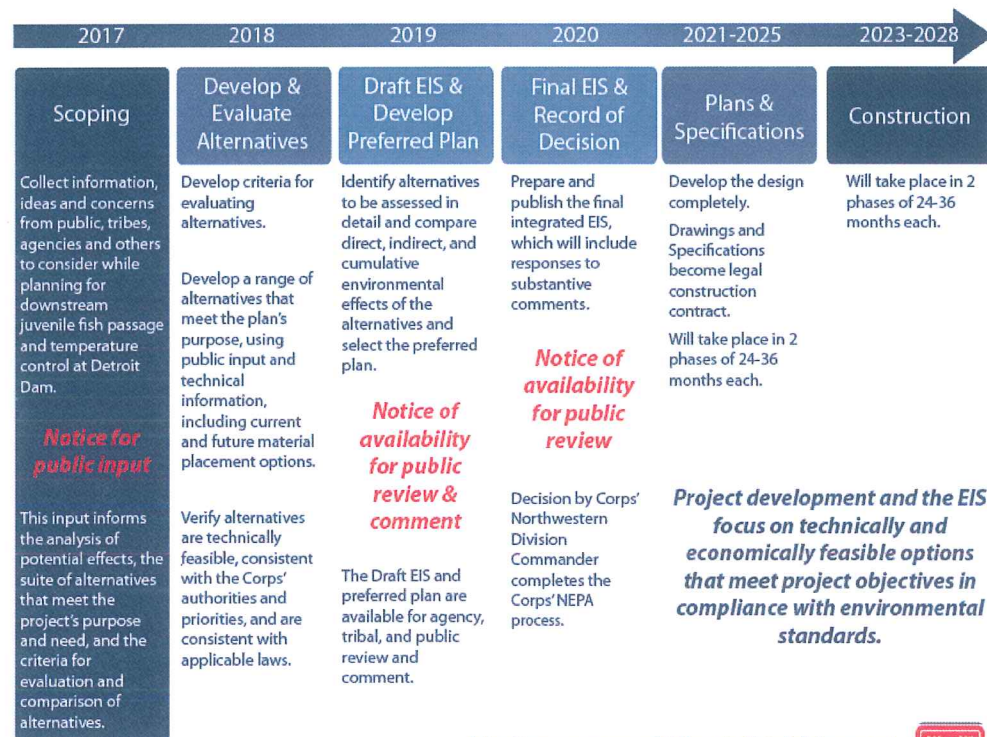 2017
2018
2019
2020
2021-2025
2023-2028
Scoping
Collect information,
ideas and concerns
from public, tribes,
agencies and others
to consider while
planning for
downstream
juvenile fish passage
and temperature
control at Detroit
Dam.
Notice for
public input
This input informs
the analysis of
potential effects, the
suite of alternatives
that meet the
project's purpose
and need, and the
criteria for
evaluation and
comparison of
alternatives.
Develop &
Evaluate
Alternatives
Develop criteria for
evaluating
alternatives.
Develop a range of
alternatives that
meet the plan's
purpose, using
public input and
technical
information,
including current
and future material
placement options.
Verify alternatives
are technically
feasible, consistent
with the Corps'
authorities and
priorities, and are
consistent with
applicable laws.
Draft EIS &
Develop
Preferred Plan
Identify alternatives
to be assessed in
detail and compare
direct, indirect, and
cumulative
environmental
effects of the
alternatives and
select the preferred
plan.
Notice of
availability
for public
review &
comment
The Draft EIS and
preferred plan are
available for agency,
tribal, and public
review and
comment.
Final EIS &
Record of
Decision
Prepare and
publish the final
integrated EIS,
which will include
responses to
substantive
comments.
Notice of
availability
for public
review
Decision by Corps'
Northwestern
Division
Commander
completes the
Corps' NEPA
process.
Plans &
Specifications
Develop the design
completely.
Drawings and
Specifications
become legal
construction
contract.
Will take place in 2
phases of 24-36
months each.
Construction
Will take place in 2
phases of 24-36
months each.
Project development and the EIS
focus on technically and
economically feasible options
that meet project objectives in
compliance with environmental
standards.